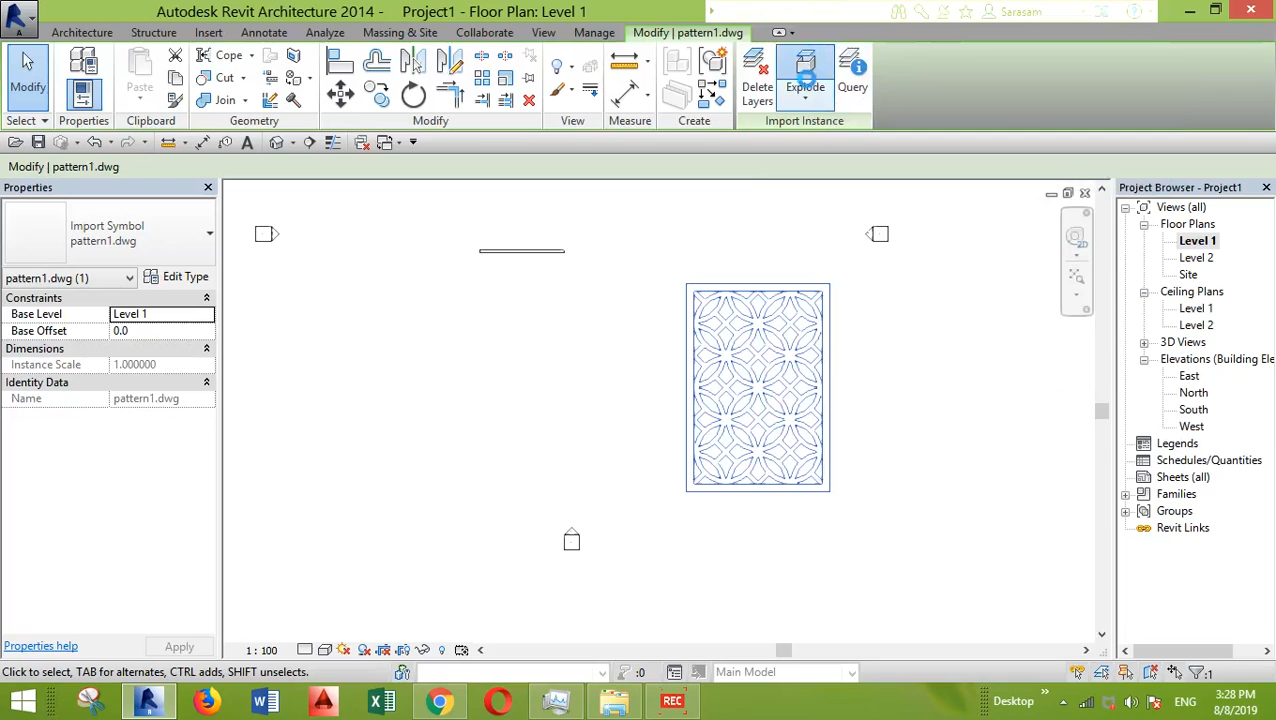 Autodesk Revit Architecture 2014 - Project1 - Floor Plan: Level 1
Sarasam
Architecture Structure Insert Annotate Analyze Massing & Site Collaborate View Manage Modify | pattern1.dwg
Modify Paste Cope Cut Join Delete Layers Explode Query
Select Properties Clipboard Geometry Modify View Measure Create Import Instance
Modify | pattern1.dwg
Properties
Import Symbol
pattern1.dwg
pattern1.dwg (1) Edit Type
Constraints
Base Level Level 1
Base Offset 0.0
Dimensions
Instance Scale 1.000000
Identity Data
Name pattern1.dwg
Properties help Apply
2D
Project Browser - Project1
Views (all)
Floor Plans
Level 1
Level 2
Site
Ceiling Plans
Level 1
Level 2
3D Views
Elevations (Building Ele
East
North
South
West
Legends
Schedules/Quantities
Sheets (all)
Families
Groups
Revit Links
1 : 100
Click to select, TAB for alternates, CTRL adds, SHIFT unselects. :0 Main Model :1
REC Desktop ENG 3:28 PM
8/8/2019